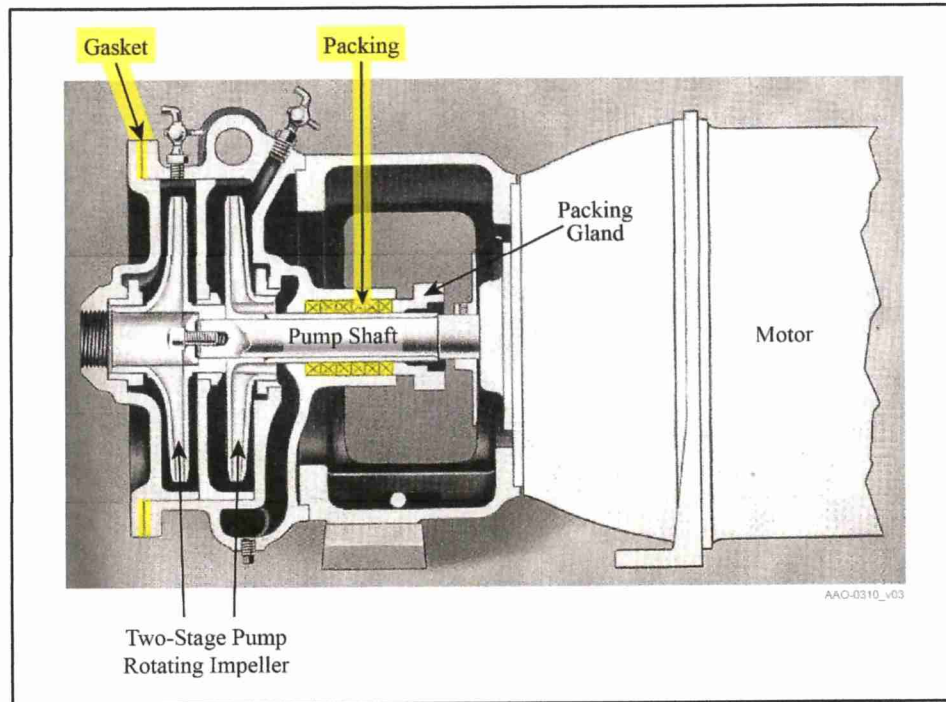 Gasket
Packing
Packing
Gland
Pump Shaft
Motor
AAO-0310_v03
Two-Stage Pump
Rotating Impeller